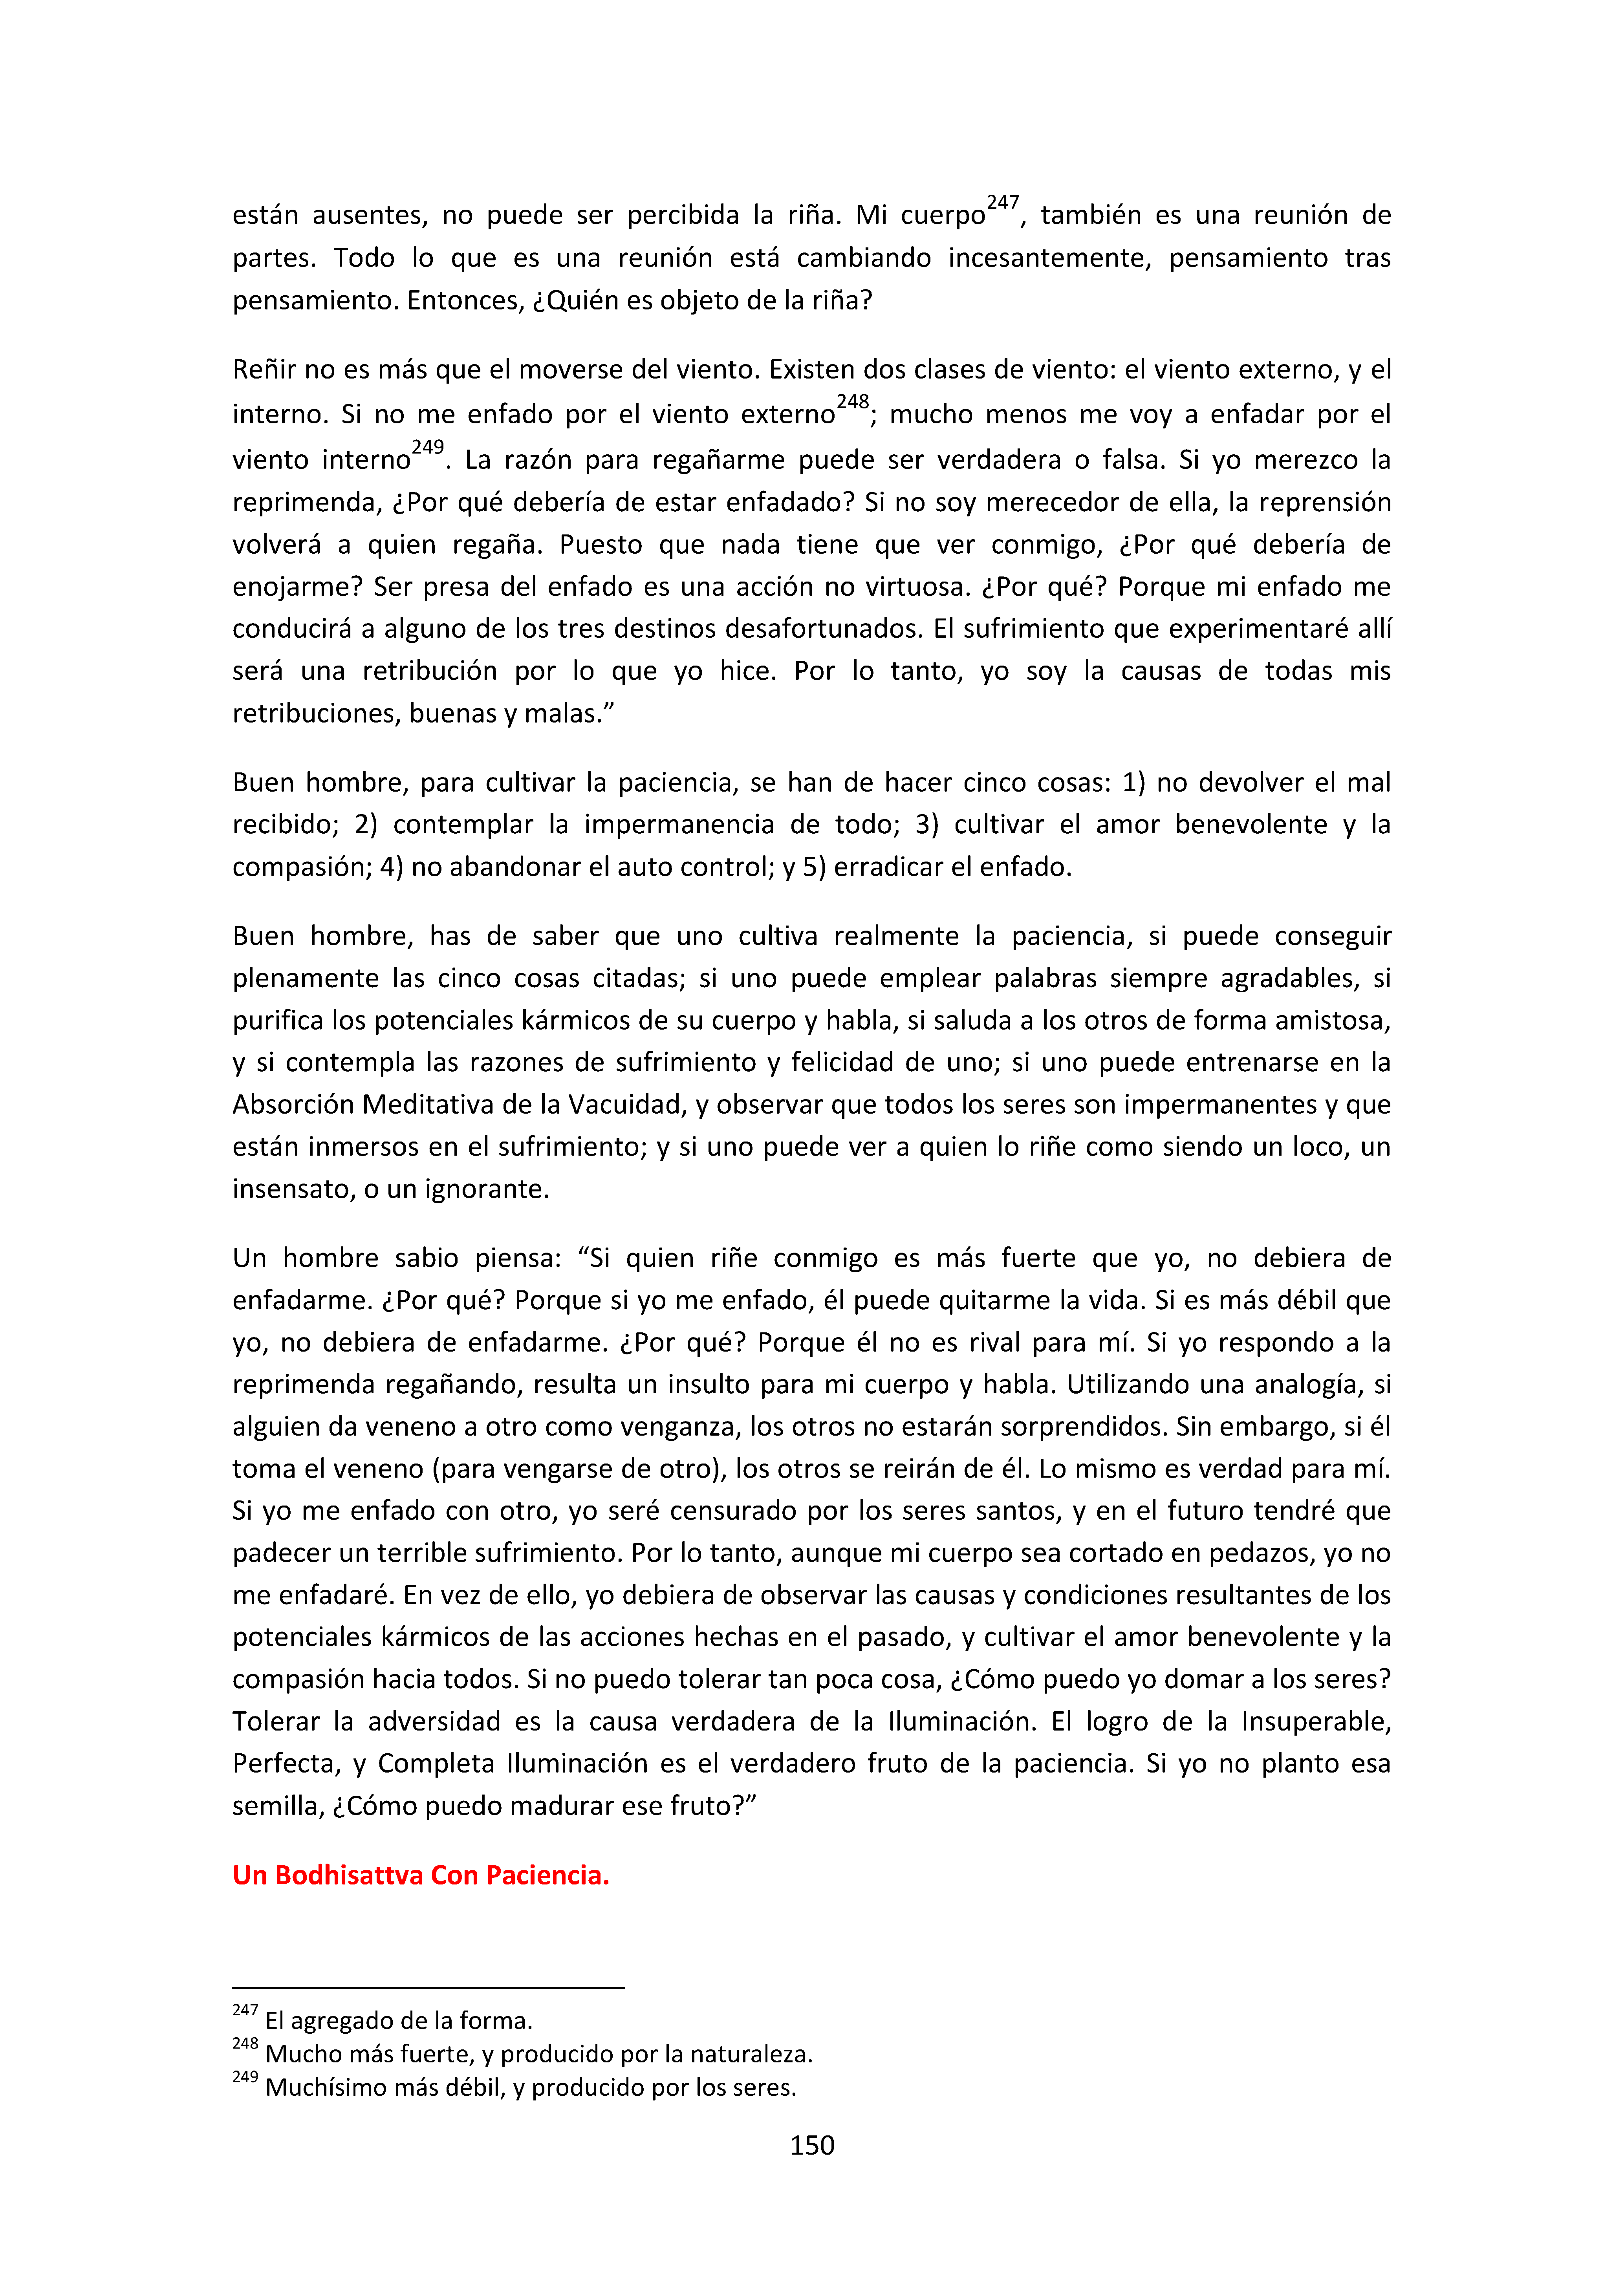 están ausentes, no puede ser percibida la riña. Mi cuerpo247, también es una reunión de
partes. Todo lo que es una reunión está cambiando incesantemente, pensamiento tras
pensamiento. Entonces, ¿Quién es objeto de la riña?
Reñir no es más que el moverse del viento. Existen dos clases de viento: el viento externo, y el
interno. Si no me enfado por el viento externo248; mucho menos me voy a enfadar por el
viento interno249. La razón para regañarme puede ser verdadera o falsa. Si yo merezco la
reprimenda, ¿Por qué debería de estar enfadado? Si no soy merecedor de ella, la reprensión
volverá a quien regaña. Puesto que nada tiene que ver conmigo, ¿Por qué debería de
enojarme? Ser presa del enfado es una acción no virtuosa. ¿Por qué? Porque mi enfado me
conducirá a alguno de los tres destinos desafortunados. El sufrimiento que experimentaré allí
será una retribución por lo que yo hice. Por lo tanto, yo soy la causas de todas mis
retribuciones, buenas y malas.”
Buen hombre, para cultivar la paciencia, se han de hacer cinco cosas: 1) no devolver el mal
recibido; 2) contemplar la impermanencia de todo; 3) cultivar el amor benevolente y la
compasión; 4) no abandonar el auto control; y 5) erradicar el enfado.
Buen hombre, has de saber que uno cultiva realmente la paciencia, si puede conseguir
plenamente las cinco cosas citadas; si uno puede emplear palabras siempre agradables, si
purifica los potenciales kármicos de su cuerpo y habla, si saluda a los otros de forma amistosa,
y si contempla las razones de sufrimiento y felicidad de uno; si uno puede entrenarse en la
Absorción Meditativa de la Vacuidad, y observar que todos los seres son impermanentes y que
están inmersos en el sufrimiento; y si uno puede ver a quien lo riñe como siendo un loco, un
insensato, o un ignorante.
Un hombre sabio piensa: “Si quien riñe conmigo es más fuerte que yo, no debiera de
enfadarme. ¿Por qué? Porque si yo me enfado, él puede quitarme la vida. Si es más débil que
yo, no debiera de enfadarme. ¿Por qué? Porque él no es rival para mí. Si yo respondo a la
reprimenda regañando, resulta un insulto para mi cuerpo y habla. Utilizando una analogía, si
alguien da veneno a otro como venganza, los otros no estarán sorprendidos. Sin embargo, si él
toma el veneno (para vengarse de otro), los otros se reirán de él. Lo mismo es verdad para mí.
Si yo me enfado con otro, yo seré censurado por los seres santos, y en el futuro tendré que
padecer un terrible sufrimiento. Por lo tanto, aunque mi cuerpo sea cortado en pedazos, yo no
me enfadaré. En vez de ello, yo debiera de observar las causas y condiciones resultantes de los
potenciales kármicos de las acciones hechas en el pasado, y cultivar el amor benevolente y la
compasión hacia todos. Si no puedo tolerar tan poca cosa, ¿Cómo puedo yo domar a los seres?
Tolerar la adversidad es la causa verdadera de la Iluminación. El logro de la Insuperable,
Perfecta, y Completa Iluminación es el verdadero fruto de la paciencia. Si yo no planto esa
semilla, ¿Cómo puedo madurar ese fruto?”
Un Bodhisattva Con Paciencia.
247 El agregado de la forma.
248 Mucho más fuerte, y producido por la naturaleza.
249 Muchísimo más débil, y producido por los seres.
150